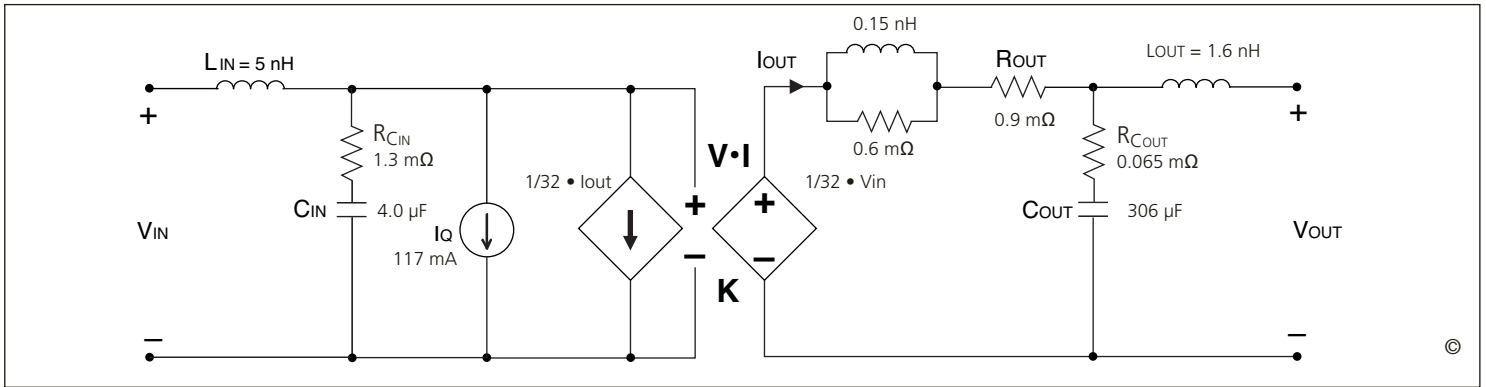 0.15 nH
LIN = 5 nH
IOUT
ROUT
LOUT = 1.6 nH
+
+
RCIN
1.3 mΩ
0.6 mΩ
0.9 mΩ
RCOUT
0.065 mΩ
V•I
1/32 • Iout
1/32 • Vin
CIN
4.0 µF
+
+
COUT
306 µF
VIN
IQ
117 mA
VOUT
−
−
K
−
−
©